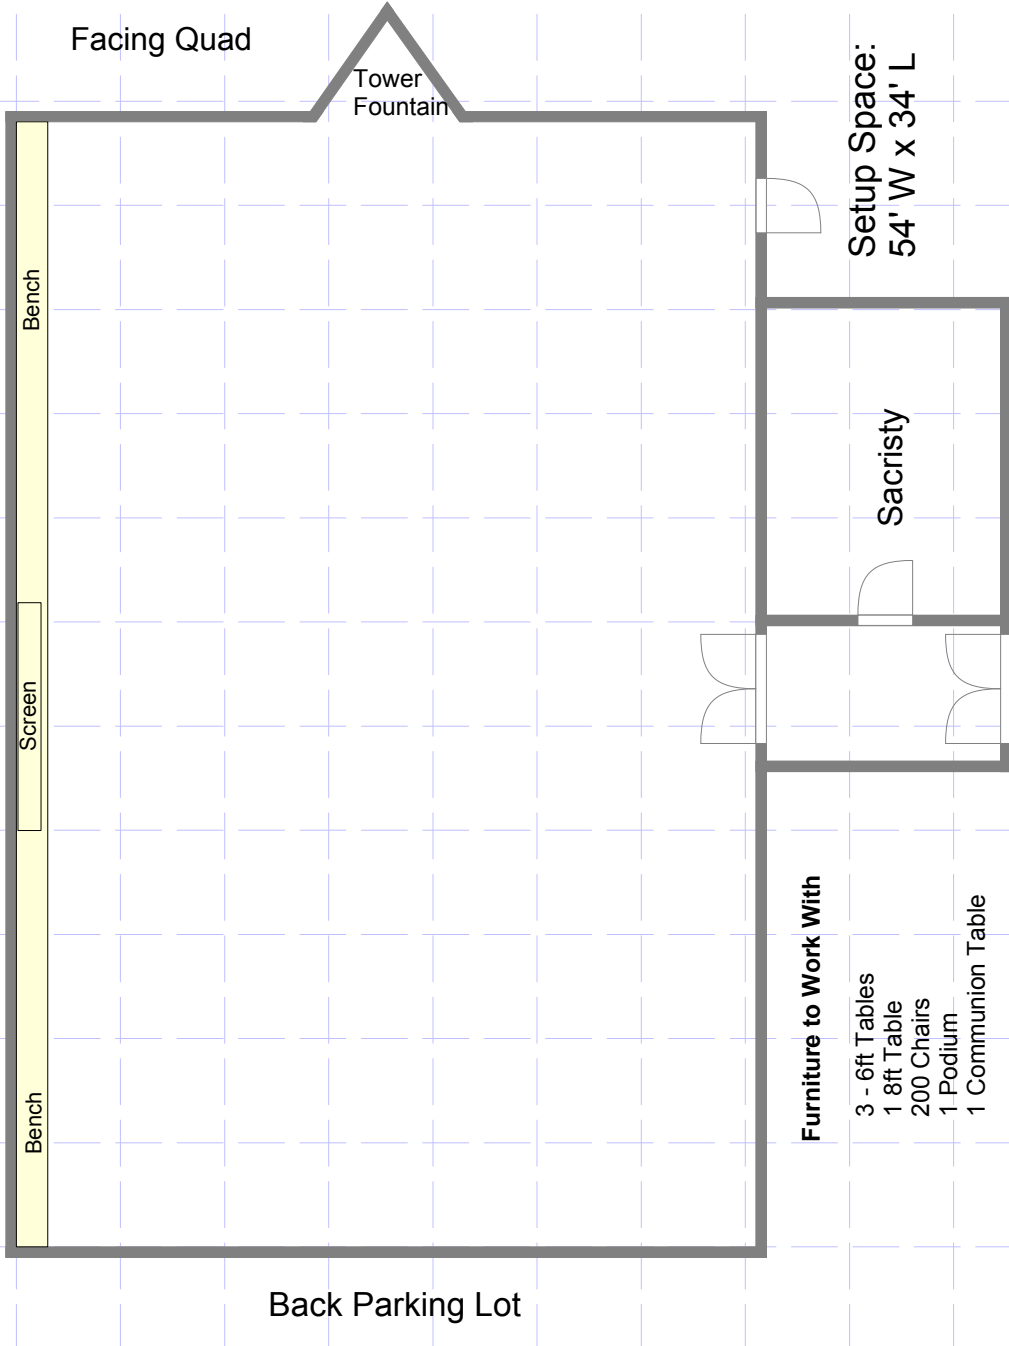 Facing Quad
Tower
Fountain
Setup Space:
54' W x 34' L
Bench
Sacristy
Screen
Bench
Furniture to Work With
3 - 6ft Tables
1 8ft Table
200 Chairs
1 Podium
1 Communion Table
Back Parking Lot